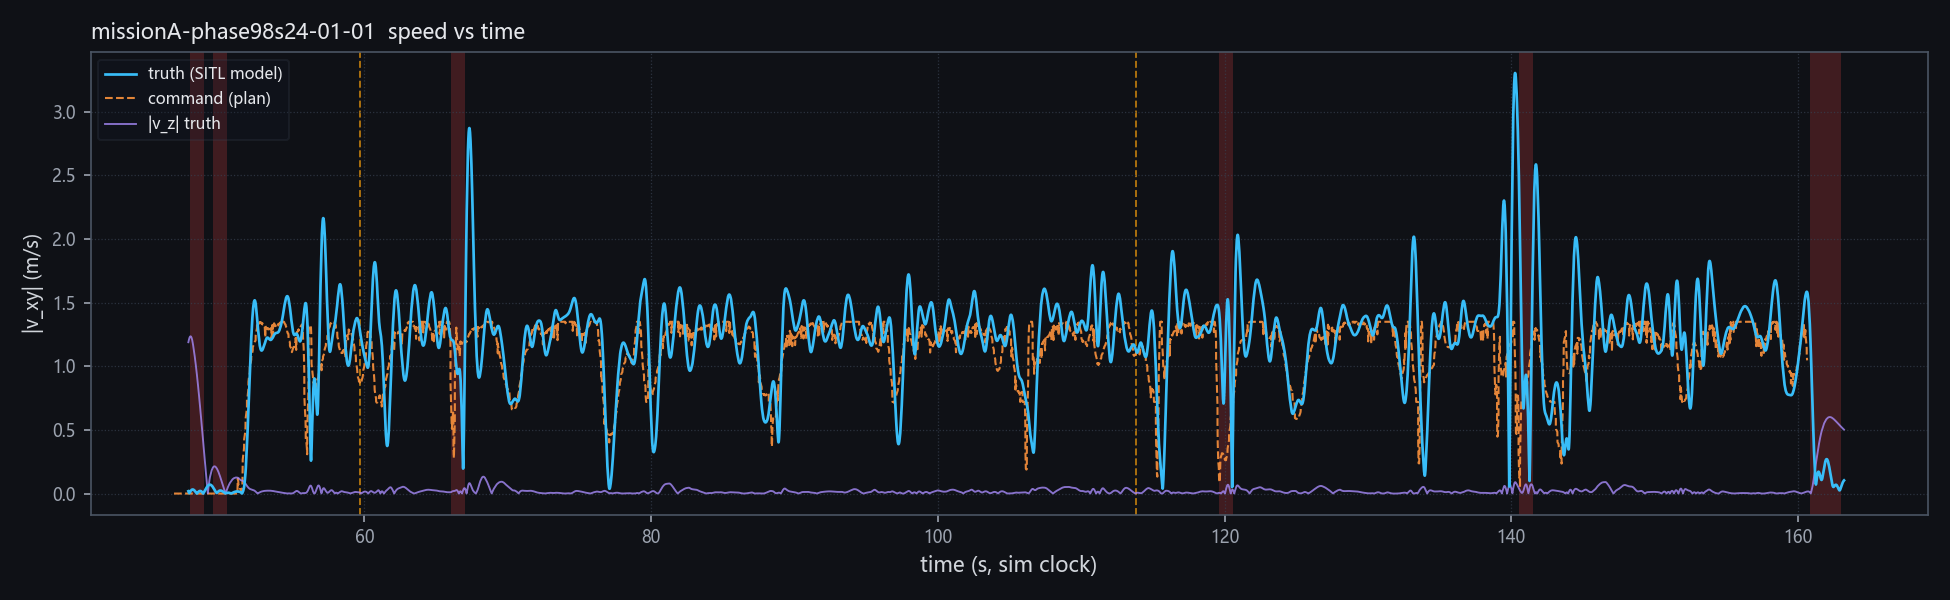 missionA-phase98s24-01-01  speed vs time
truth (SITL model)
command (plan)
|v_z| truth
|v_xy| (m/s)
3.0
2.5
2.0
1.5
1.0
0.5
0.0
60
80
100
120
140
160
time (s, sim clock)